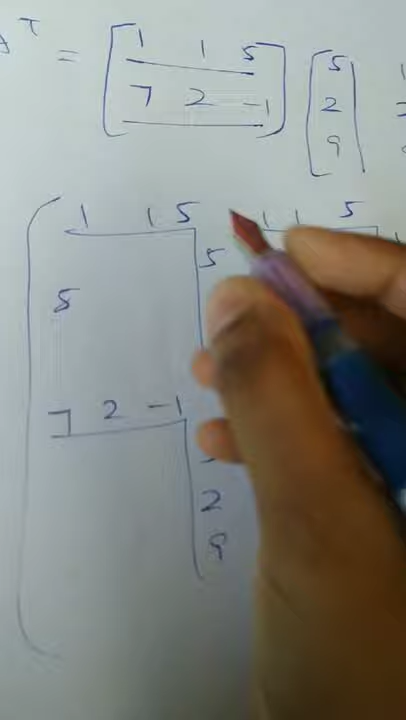 T = [ 1 1 5 ] [ 5
7 2 -1 2
9 ]
1 1 5 1 1 5
5
5
7 2 -1
2
9